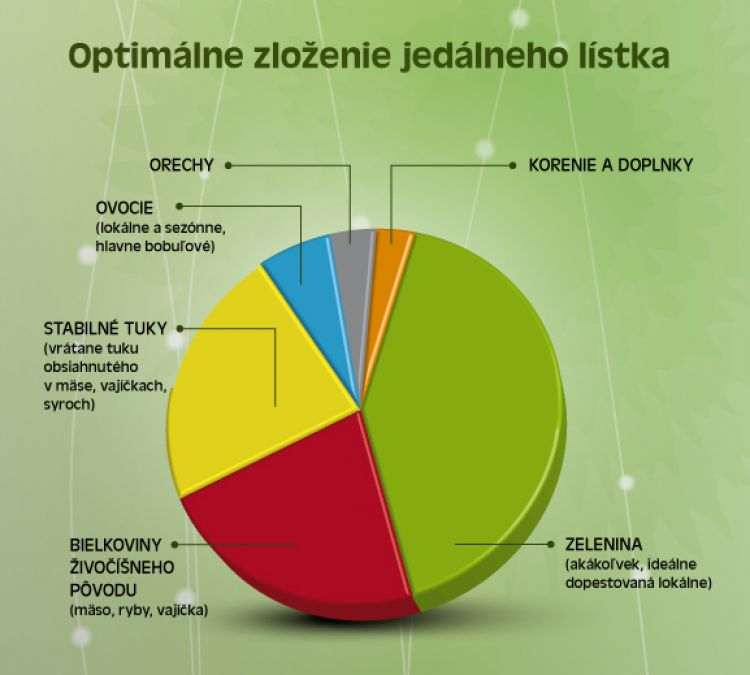 Optimálne zloženie jedálneho lístka
ORECHY
KORENIE A DOPLNKY
OVOCIE
(lokálne a sezónne,
hlavne bobuľové)
STABILNÉ TUKY
(vrátane tuku
obsiahnutého
v mäse, vajíčkach,
syroch)
BIELKOVINY
ŽIVOČÍŠNEHO
PÔVODU
(mäso, ryby, vajíčka)
ZELENINA
(akákoľvek, ideálne
dopestovaná lokálne)